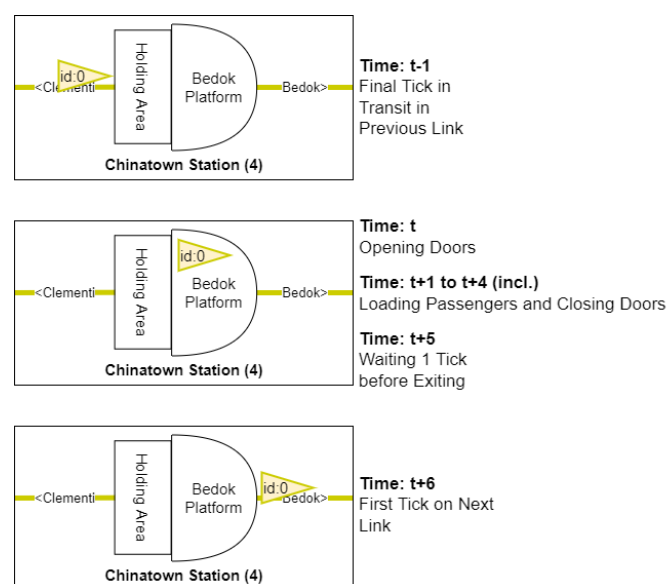 id:0
<Clementi
Holding Area
Bedok
Platform
Bedok>
Chinatown Station (4)
Time: t-1
Final Tick in
Transit in
Previous Link
id:0
<Clementi
Holding Area
Bedok
Platform
Bedok>
Chinatown Station (4)
Time: t
Opening Doors
Time: t+1 to t+4 (incl.)
Loading Passengers and Closing Doors
Time: t+5
Waiting 1 Tick
before Exiting
<Clementi
Holding Area
Bedok
Platform
id:0
Bedok>
Chinatown Station (4)
Time: t+6
First Tick on Next
Link